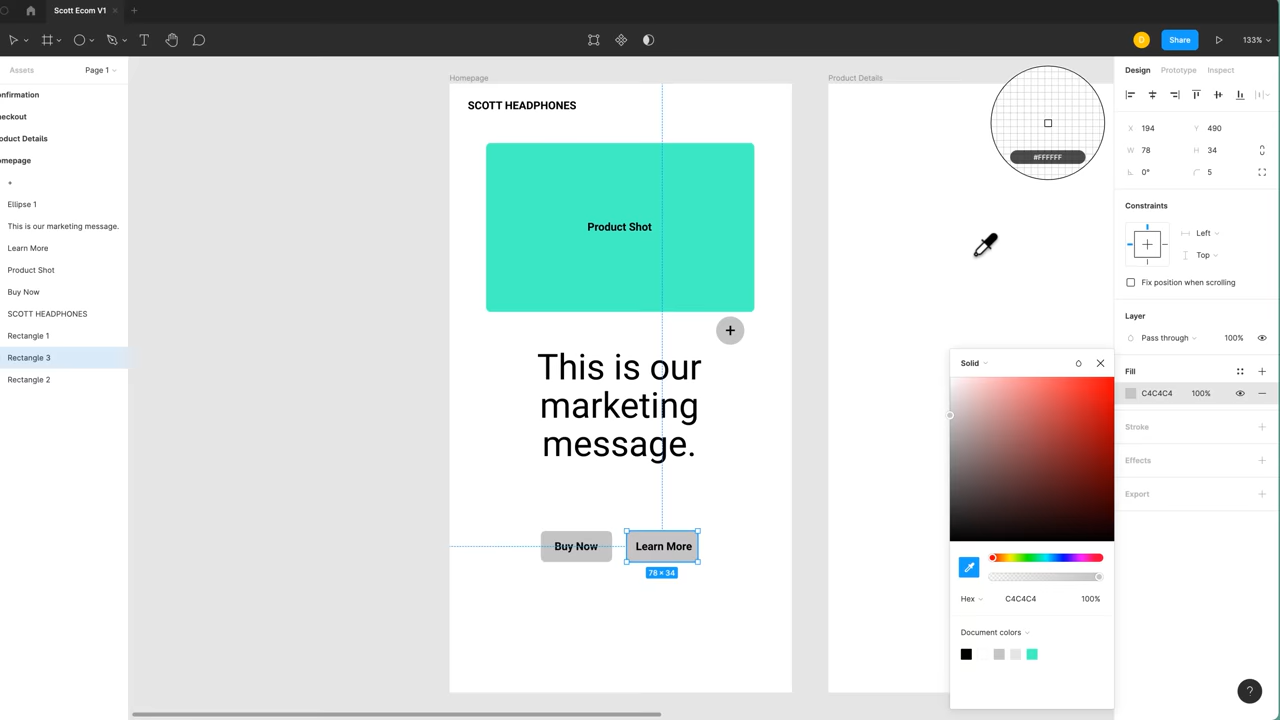 Scott Ecom V1
Share
133%
Assets
Page 1
onfirmation
heckout
oduct Details
omepage
+
Ellipse 1
This is our marketing message.
Learn More
Product Shot
Buy Now
SCOTT HEADPHONES
Rectangle 1
Rectangle 3
Rectangle 2
Homepage
SCOTT HEADPHONES
Product Shot
+
This is our
marketing
message.
Buy Now
Learn More
78 × 34
Product Details
#FFFFFF
Solid
Hex
C4C4C4
100%
Document colors
D
Design
Prototype
Inspect
X 194
Y 490
W 78
H 34
0°
5
Constraints
Left
Top
Fix position when scrolling
Layer
Pass through
100%
Fill
C4C4C4
100%
Stroke
Effects
Export
?